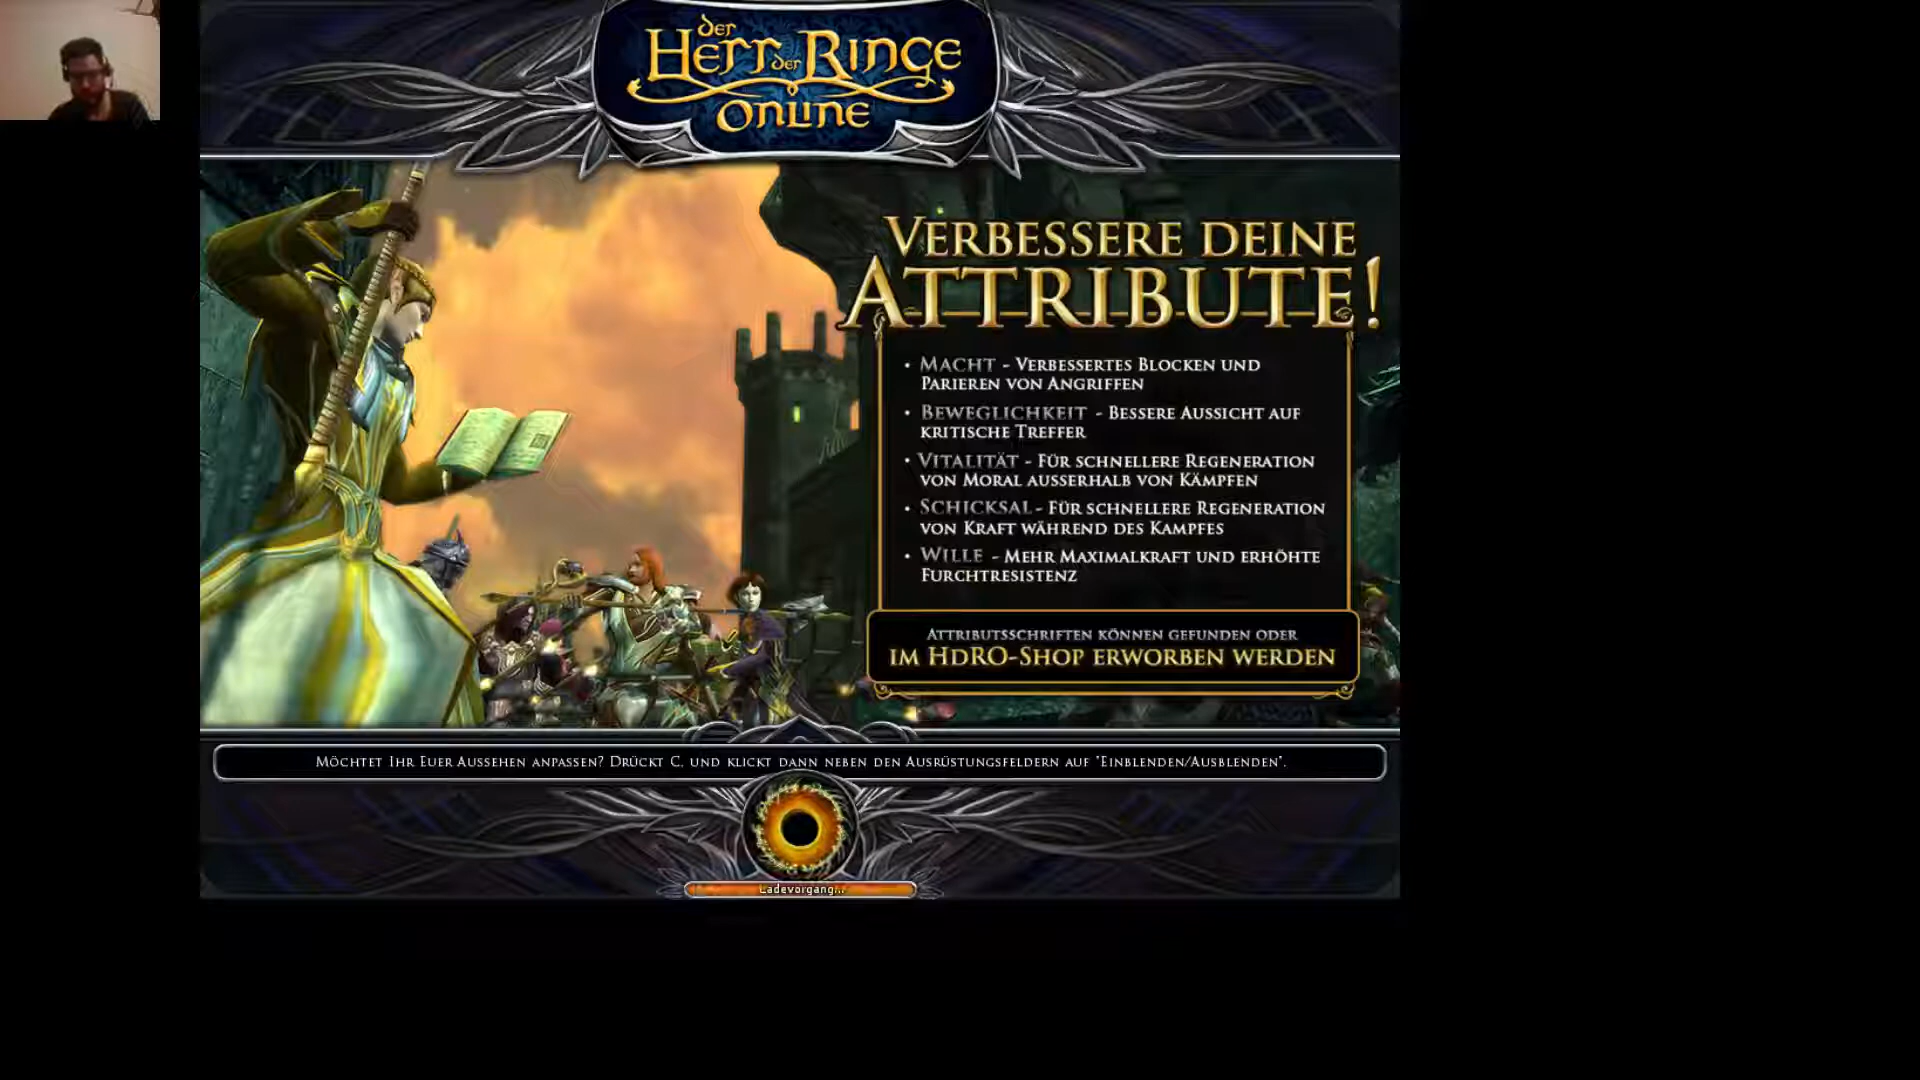 der
Herr der Ringe
Online
Verbessere deine
Attribute!
• Macht - Verbessertes Blocken und
Parieren von Angriffen
• Beweglichkeit - Bessere Aussicht auf
kritische Treffer
• Vitalität - Für schnellere Regeneration
von Moral ausserhalb von Kämpfen
• Schicksal - Für schnellere Regeneration
von Kraft während des Kampfes
• Wille - Mehr Maximalkraft und erhöhte
Furchtresistenz
Attributsschriften können gefunden oder
im HdRO-Shop erworben werden
Möchtet Ihr Euer Aussehen anpassen? Drückt C, und klickt dann neben den Ausrüstungsfeldern auf "Einblenden/Ausblenden".
Ladevorgang...